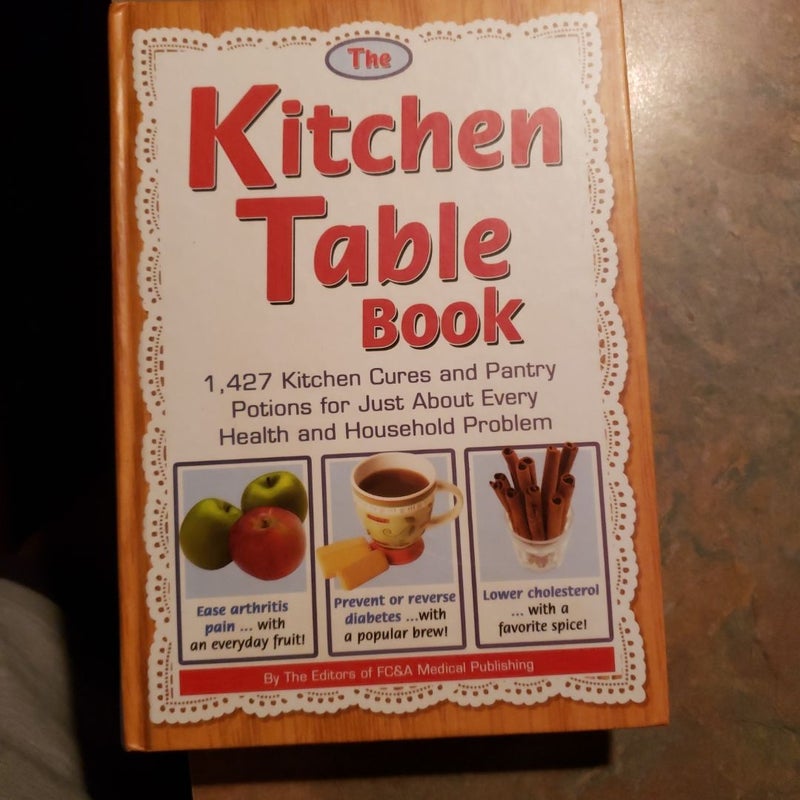 The
Kitchen
Table
Book
1,427 Kitchen Cures and Pantry
Potions for Just About Every
Health and Household Problem
Ease arthritis
pain ... with
an everyday fruit!
Prevent or reverse
diabetes ...with
a popular brew!
Lower cholesterol
... with a
favorite spice!
By The Editors of FC&A Medical Publishing